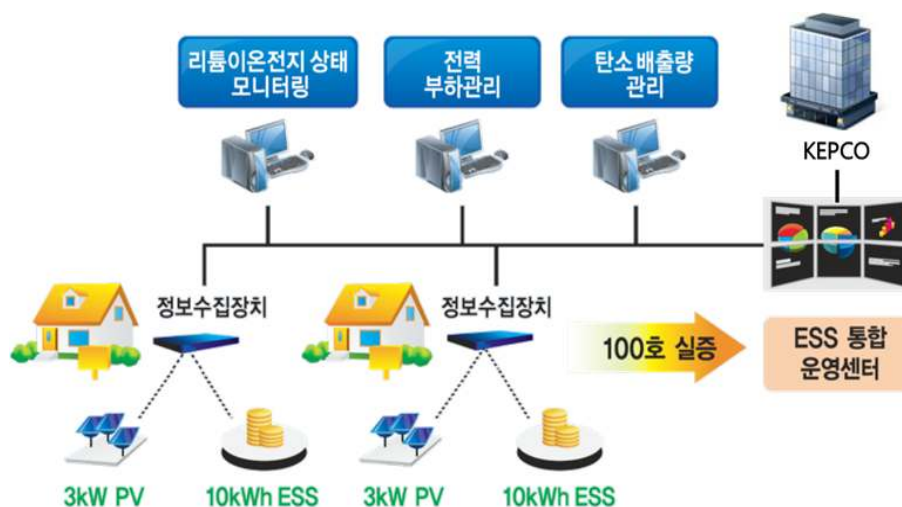 리튬이온전지 상태
모니터링
전력
부하관리
탄소 배출량
관리
KEPCO
정보수집장치
정보수집장치
100호 실증
ESS 통합
운영센터
3kW PV
10kWh ESS
3kW PV
10kWh ESS